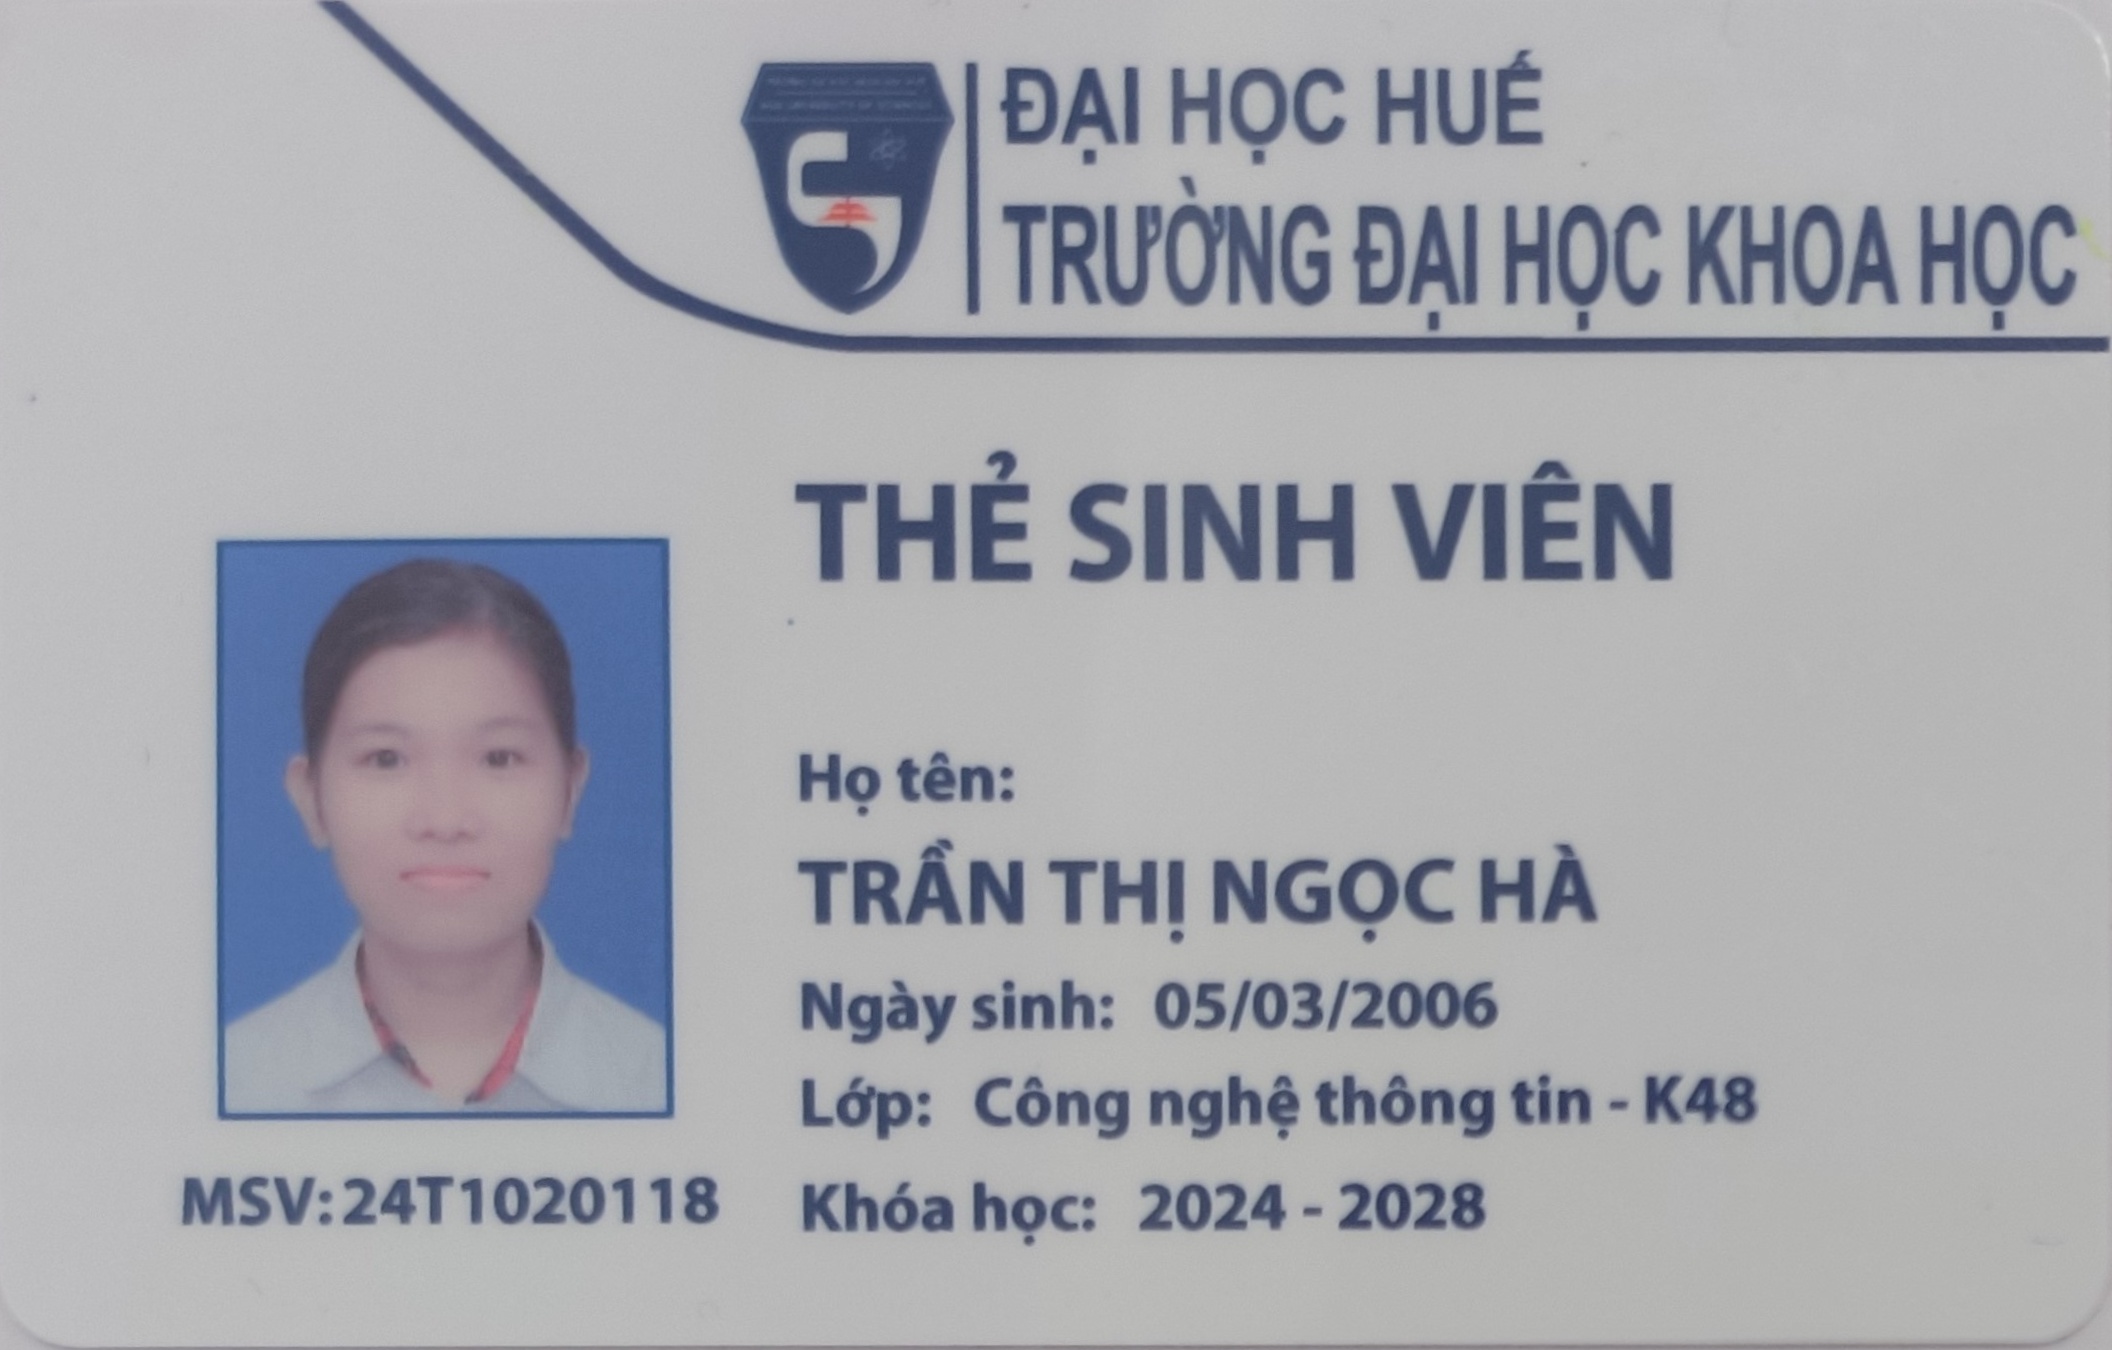 ĐẠI HỌC HUẾ
TRƯỜNG ĐẠI HỌC KHOA HỌC
THẺ SINH VIÊN
Họ tên:
TRẦN THỊ NGỌC HÀ
Ngày sinh: 05/03/2006
Lớp: Công nghệ thông tin - K48
MSV:24T1020118
Khóa học: 2024 - 2028